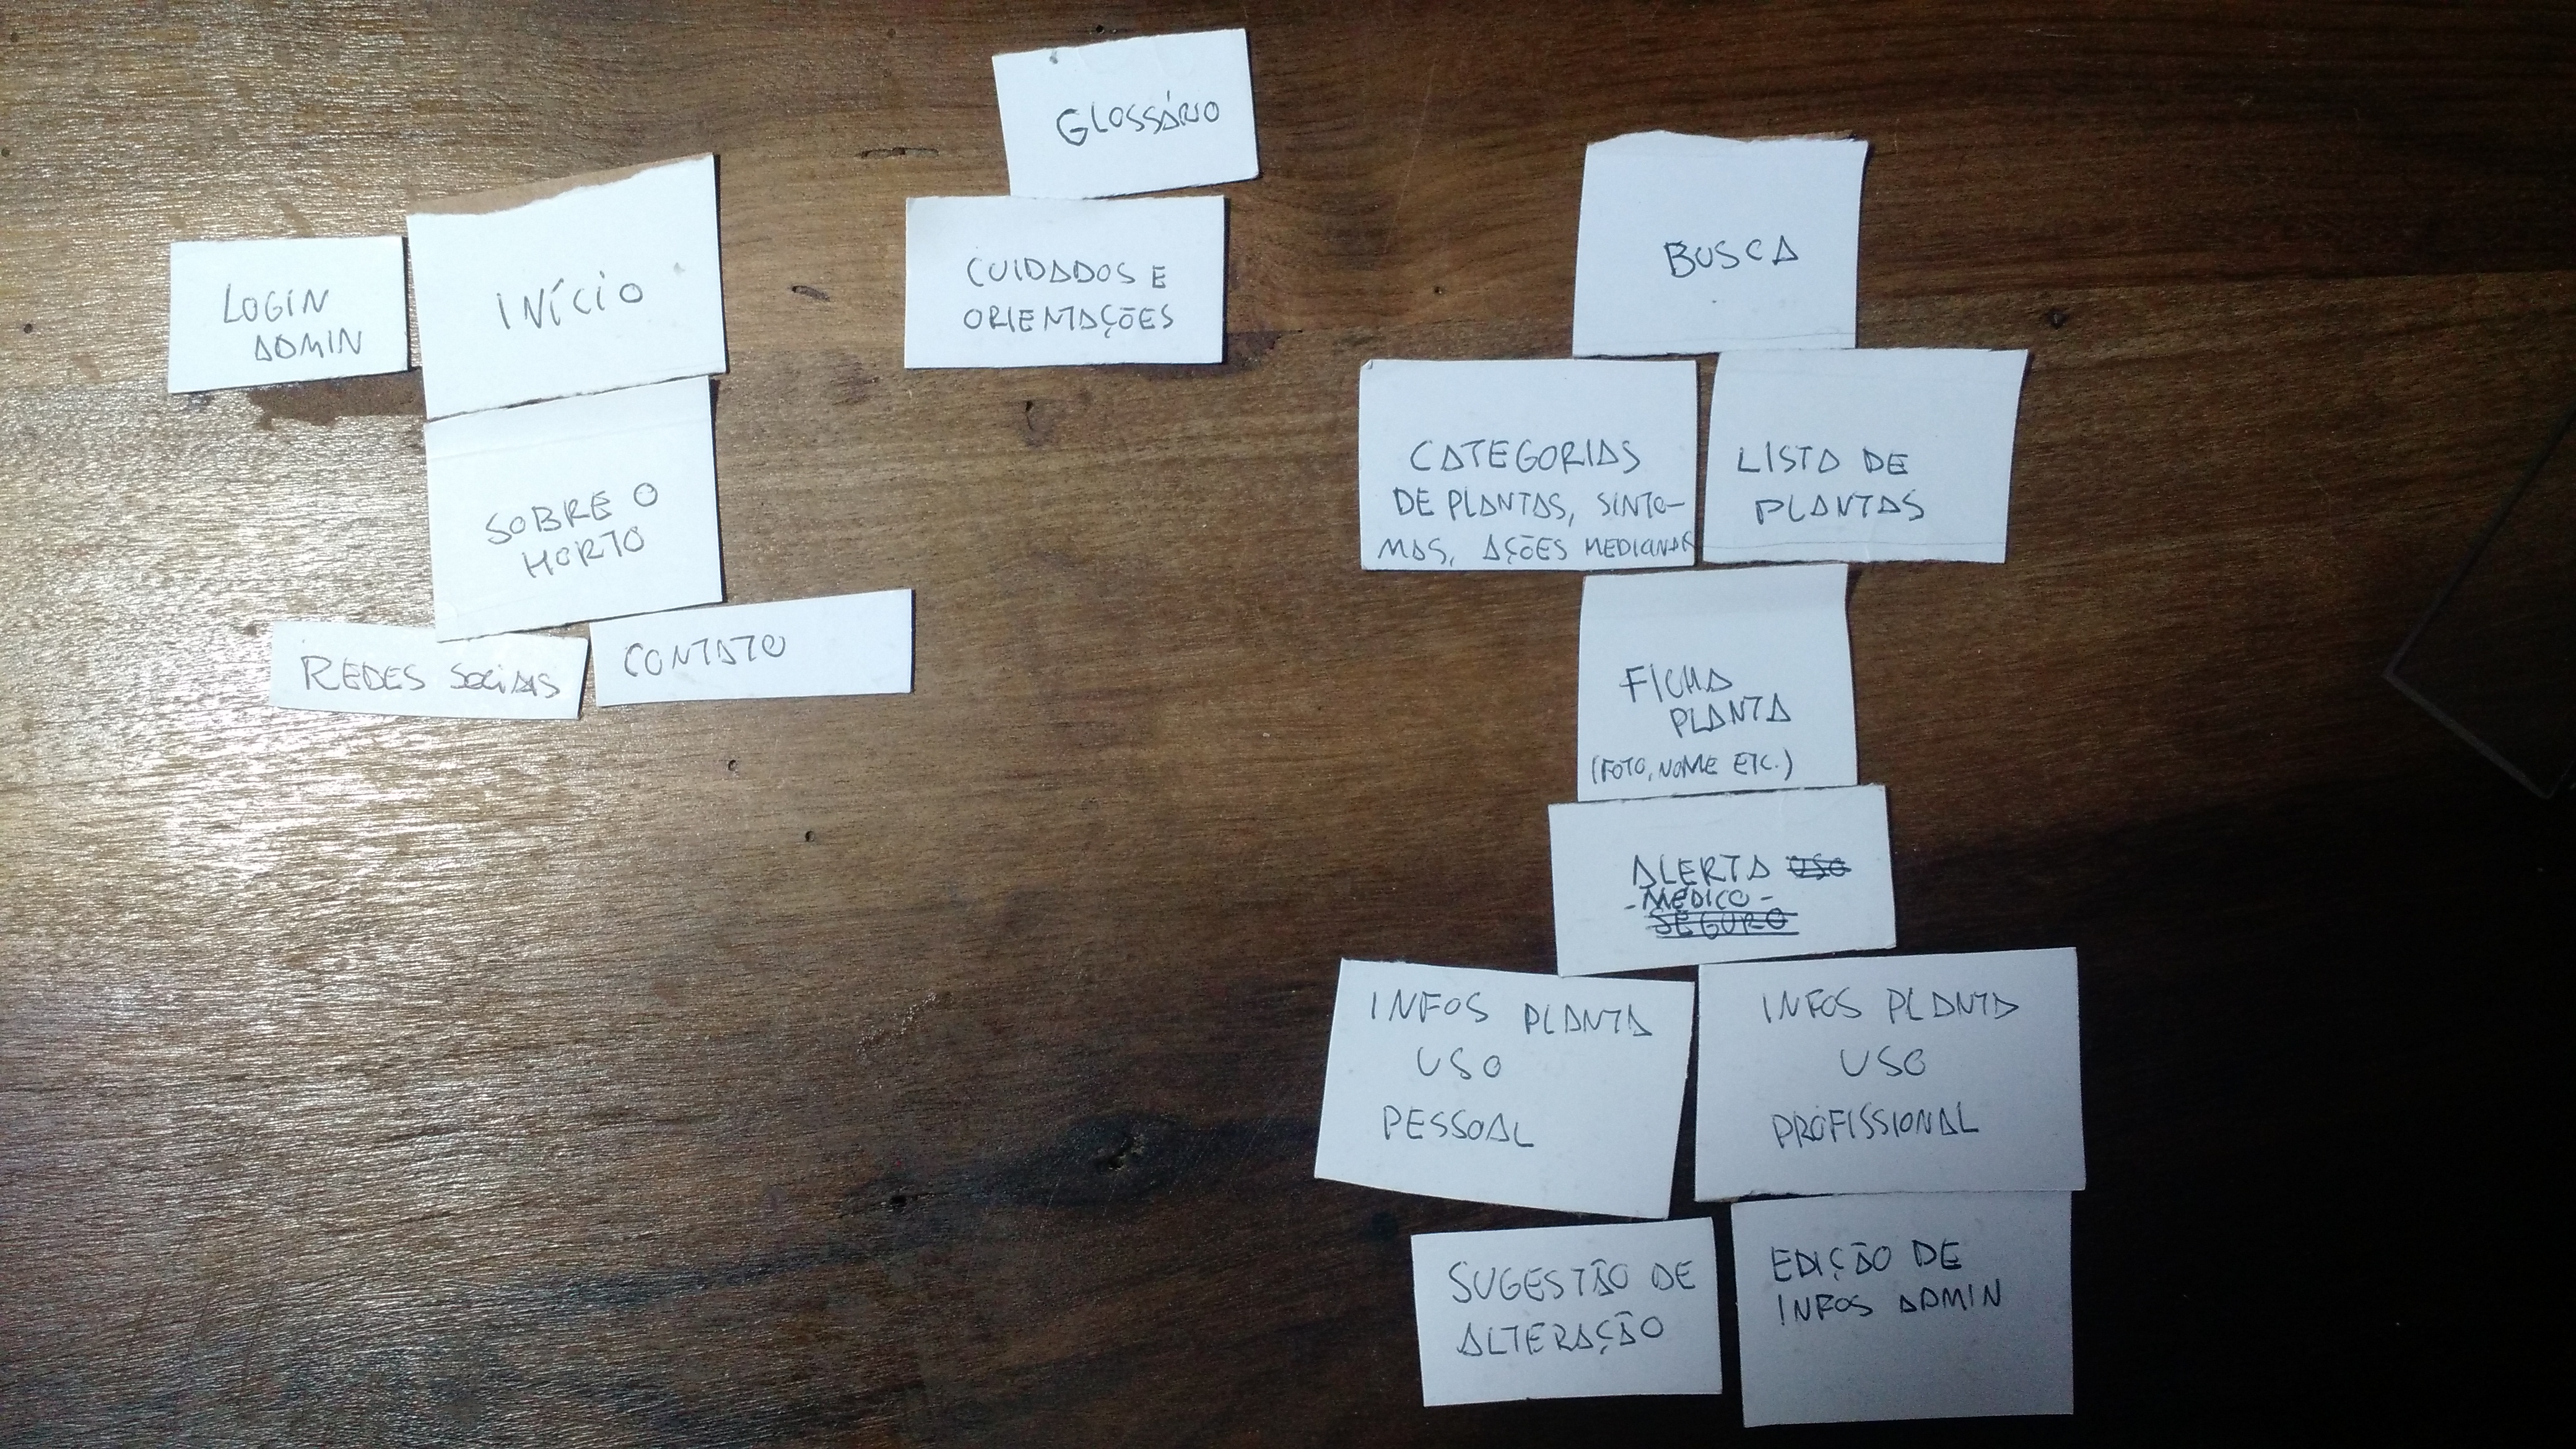 LOGIN
ADMIN
INÍCIO
SOBRE O
HORTO
REDES SOCIAIS
CONTATO
GLOSSÁRIO
CUIDADOS E
ORIENTAÇÕES
BUSCA
CATEGORIAS
DE PLANTAS, SINTO-
MAS, AÇÕES MEDICINAIS
LISTA DE
PLANTAS
FICHA
PLANTA
(FOTO, NOME ETC.)
ALERTA USO
-MÉDICO-
SEGURO
INFOS PLANTA
USO
PESSOAL
INFOS PLANTA
USO
PROFISSIONAL
SUGESTÃO DE
ALTERAÇÃO
EDIÇÃO DE
INFOS ADMIN